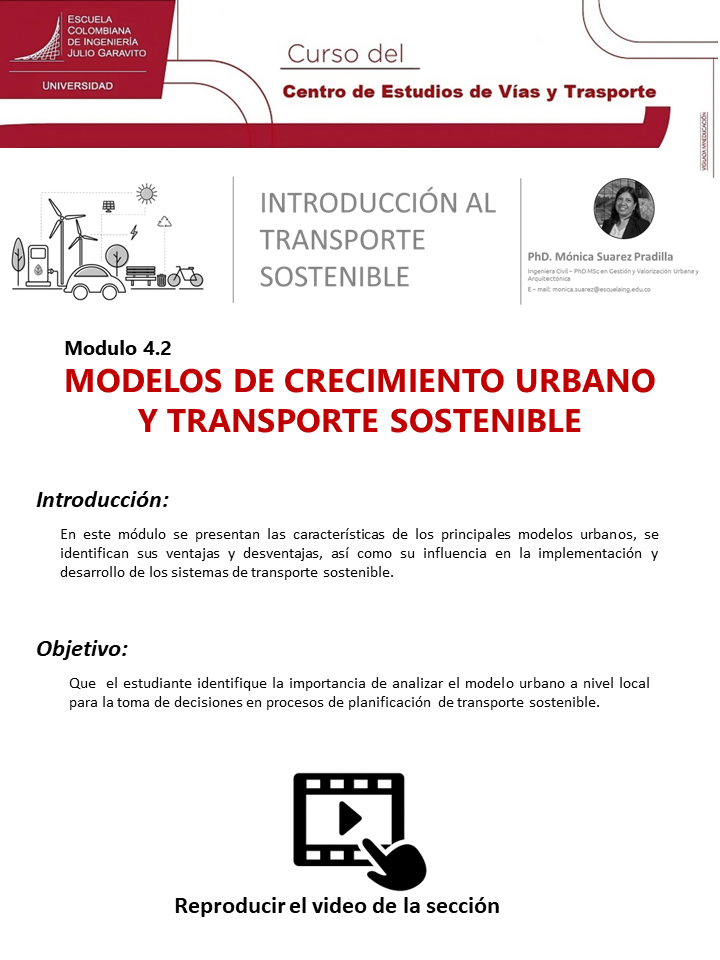 ESCUELA
COLOMBIANA
DE INGENIERÍA
JULIO GARAVITO
UNIVERSIDAD
Curso del
Centro de Estudios de Vías y Trasporte
VIGILADA MINEDUCACIÓN
INTRODUCCIÓN AL
TRANSPORTE
SOSTENIBLE
PhD. Mónica Suarez Pradilla
Ingeniera Civil – PhD MSc en Gestión y Valorización Urbana y
Arquitectónica
E – mail: monica.suarez@escuelaing.edu.co
Modulo 4.2
MODELOS DE CRECIMIENTO URBANO
Y TRANSPORTE SOSTENIBLE
Introducción:
En este módulo se presentan las características de los principales modelos urbanos, se
identifican sus ventajas y desventajas, así como su influencia en la implementación y
desarrollo de los sistemas de transporte sostenible.
Objetivo:
Que el estudiante identifique la importancia de analizar el modelo urbano a nivel local
para la toma de decisiones en procesos de planificación de transporte sostenible.
Reproducir el video de la sección